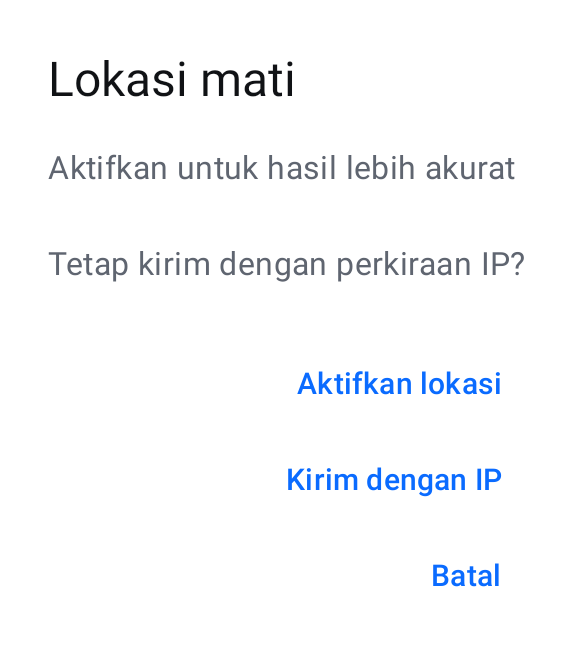 Lokasi mati
Aktifkan untuk hasil lebih akurat
Tetap kirim dengan perkiraan IP?
Aktifkan lokasi
Kirim dengan IP
Batal